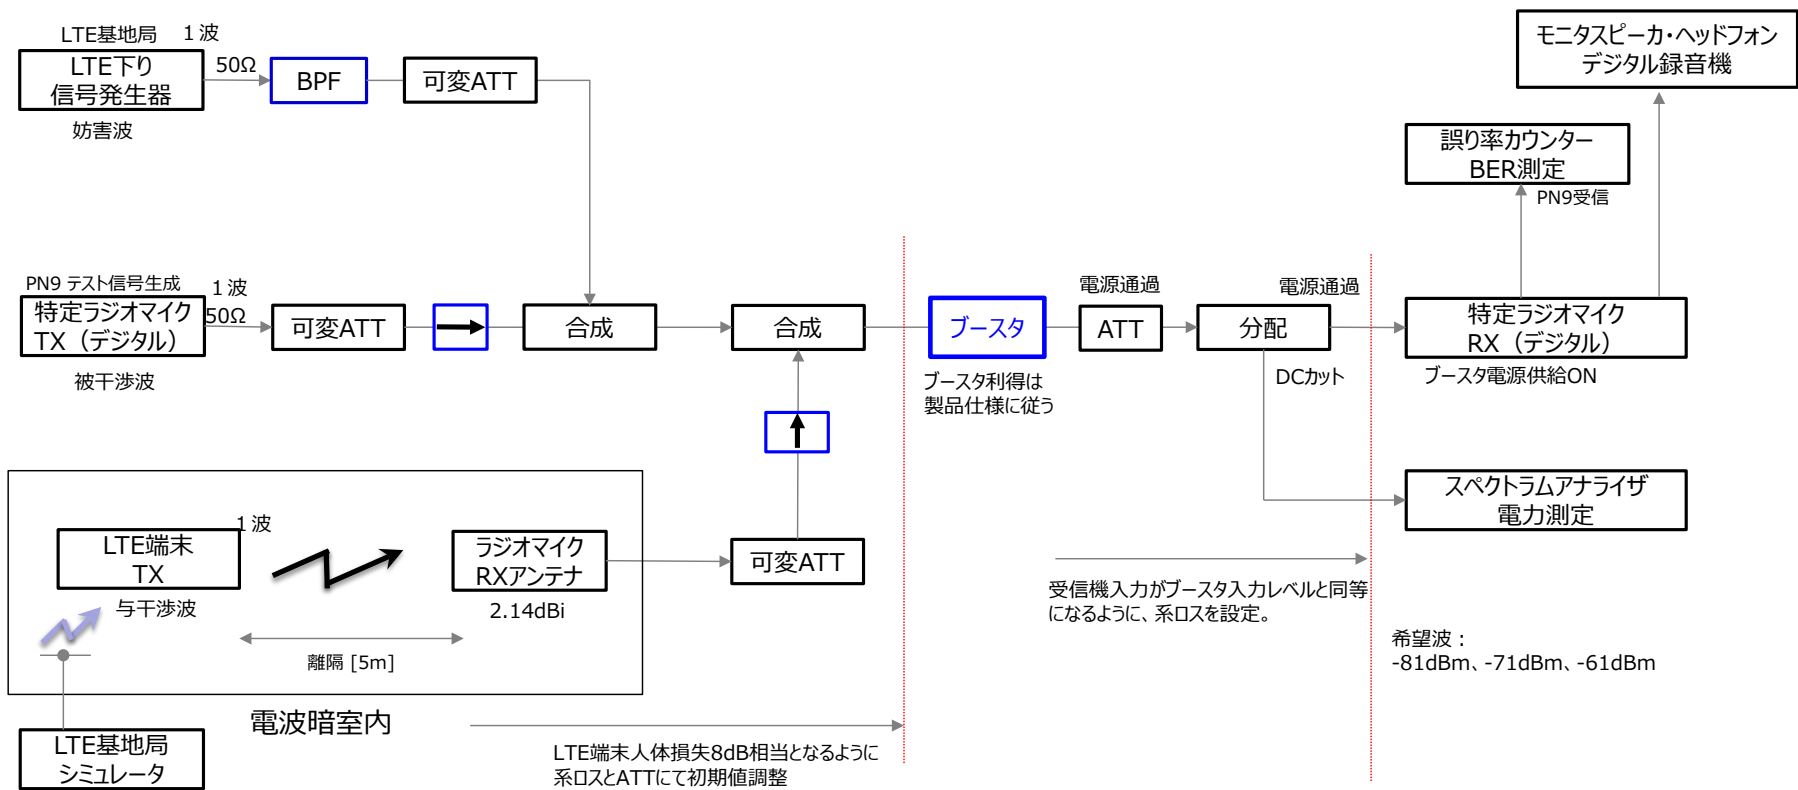 LTE基地局
1波
LTE下り
信号発生器
50Ω
BPF
可変ATT
妨害波
モニタスピーカ・ヘッドフォン
デジタル録音機
誤り率カウンター
BER測定
PN9受信
PN9 テスト信号生成
1波
特定ラジオマイク
TX（デジタル）
50Ω
可変ATT
合成
合成
ブースタ
電源通過
ATT
分配
電源通過
特定ラジオマイク
RX（デジタル）
被干渉波
ブースタ利得は
製品仕様に従う
DCカット
ブースタ電源供給ON
スペクトラムアナライザ
電力測定
1波
LTE端末
TX
与干渉波
ラジオマイク
RXアンテナ
2.14dBi
可変ATT
離隔 [5m]
受信機入力がブースタ入力レベルと同等
になるように、系ロスを設定。
希望波：
-81dBm、-71dBm、-61dBm
電波暗室内
LTE基地局
シミュレータ
LTE端末人体損失8dB相当となるように
系ロスとATTにて初期値調整